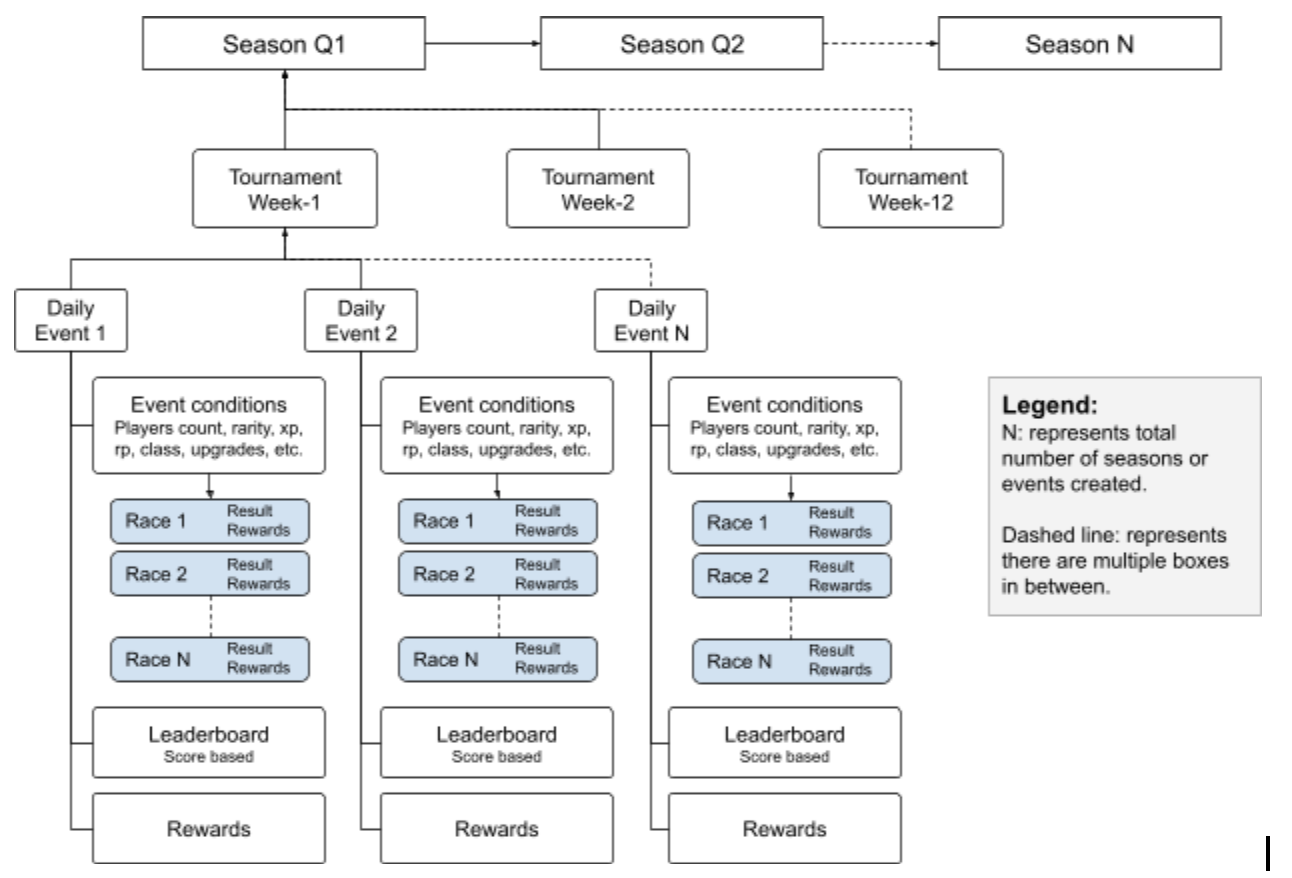 Season Q1
Season Q2
Season N
Tournament
Week-1
Tournament
Week-2
Tournament
Week-12
Daily
Event 1
Daily
Event 2
Daily
Event N
Event conditions
Players count, rarity, xp,
rp, class, upgrades, etc.
Race 1
Result
Rewards
Race 2
Result
Rewards
Race N
Result
Rewards
Leaderboard
Score based
Rewards
Event conditions
Players count, rarity, xp,
rp, class, upgrades, etc.
Race 1
Result
Rewards
Race 2
Result
Rewards
Race N
Result
Rewards
Leaderboard
Score based
Rewards
Event conditions
Players count, rarity, xp,
rp, class, upgrades, etc.
Race 1
Result
Rewards
Race 2
Result
Rewards
Race N
Result
Rewards
Leaderboard
Score based
Rewards
Legend:
N: represents total
number of seasons or
events created.
Dashed line: represents
there are multiple boxes
in between.